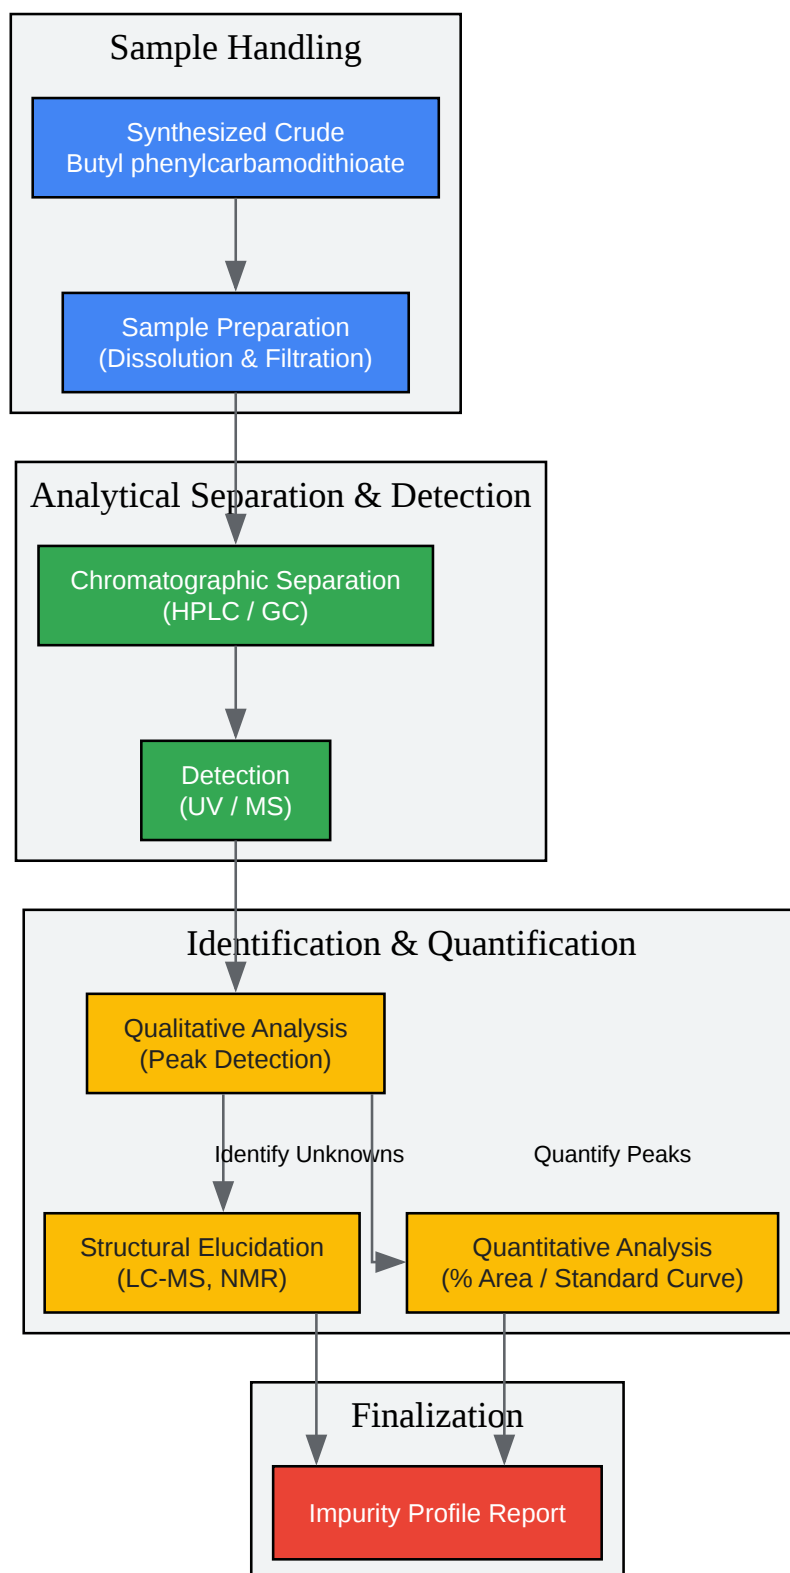 Sample Handling
Synthesized Crude
Butyl phenylcarbamodithioate
Sample Preparation
(Dissolution & Filtration)
Analytical Separation & Detection
Chromatographic Separation
(HPLC / GC)
Detection
(UV / MS)
Identification & Quantification
Qualitative Analysis
(Peak Detection)
Identify Unknowns
Quantify Peaks
Structural Elucidation
(LC-MS, NMR)
Quantitative Analysis
(% Area / Standard Curve)
Finalization
Impurity Profile Report